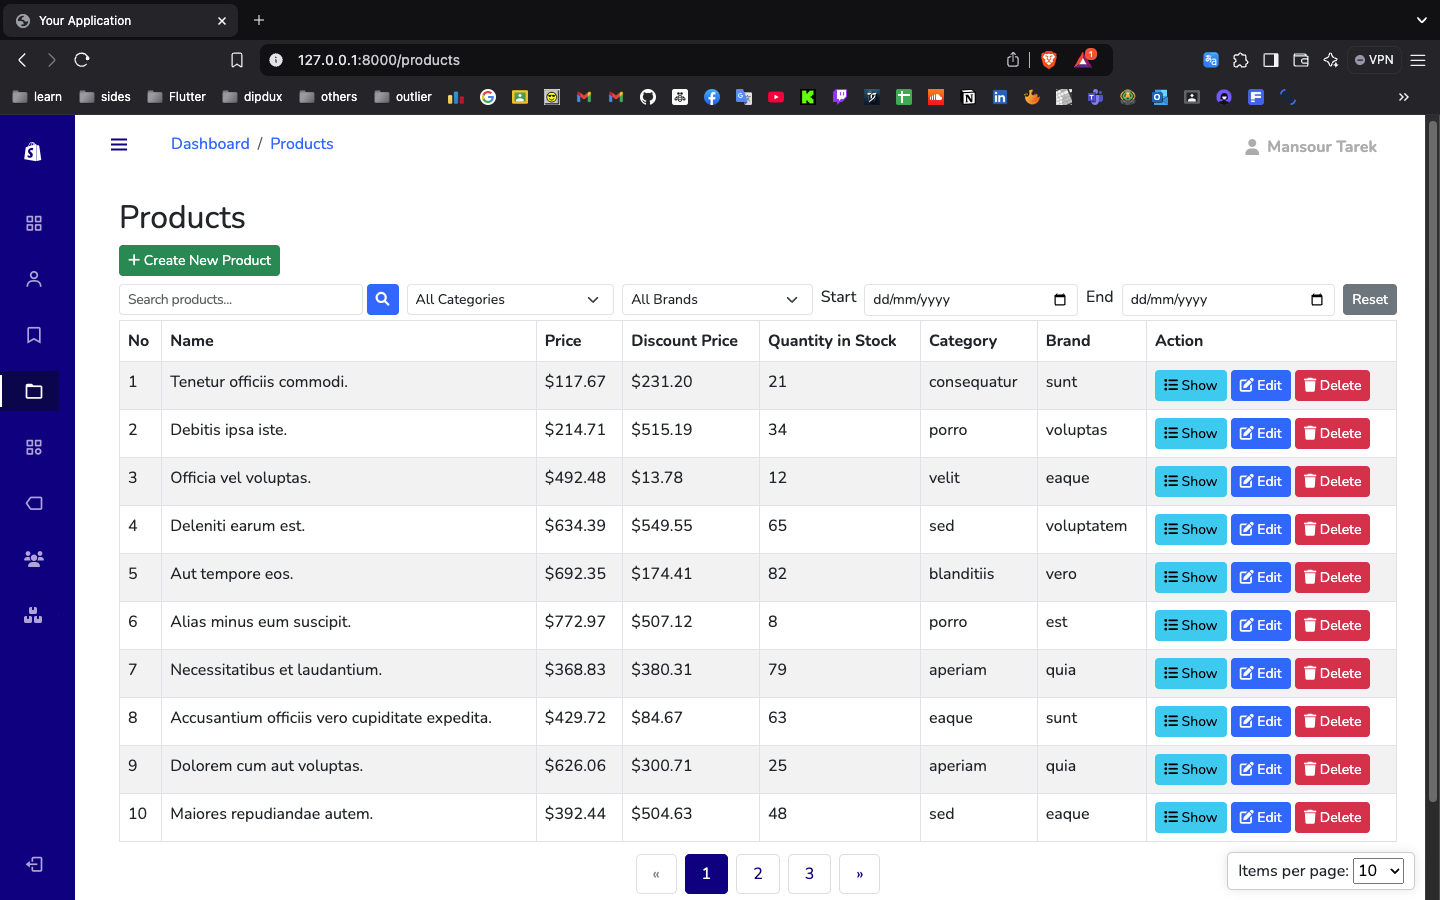 Your Application
127.0.0.1:8000/products
1
VPN
learn sides Flutter dipdux others outlier
Dashboard / Products
Mansour Tarek
Products
+ Create New Product
Search products... All Categories All Brands Start dd/mm/yyyy End dd/mm/yyyy Reset
No Name Price Discount Price Quantity in Stock Category Brand Action
1 Tenetur officiis commodi. $117.67 $231.20 21 consequatur sunt Show Edit Delete
2 Debitis ipsa iste. $214.71 $515.19 34 porro voluptas Show Edit Delete
3 Officia vel voluptas. $492.48 $13.78 12 velit eaque Show Edit Delete
4 Deleniti earum est. $634.39 $549.55 65 sed voluptatem Show Edit Delete
5 Aut tempore eos. $692.35 $174.41 82 blanditiis vero Show Edit Delete
6 Alias minus eum suscipit. $772.97 $507.12 8 porro est Show Edit Delete
7 Necessitatibus et laudantium. $368.83 $380.31 79 aperiam quia Show Edit Delete
8 Accusantium officiis vero cupiditate expedita. $429.72 $84.67 63 eaque sunt Show Edit Delete
9 Dolorem cum aut voluptas. $626.06 $300.71 25 aperiam quia Show Edit Delete
10 Maiores repudiandae autem. $392.44 $504.63 48 sed eaque Show Edit Delete
« 1 2 3 »
Items per page: 10